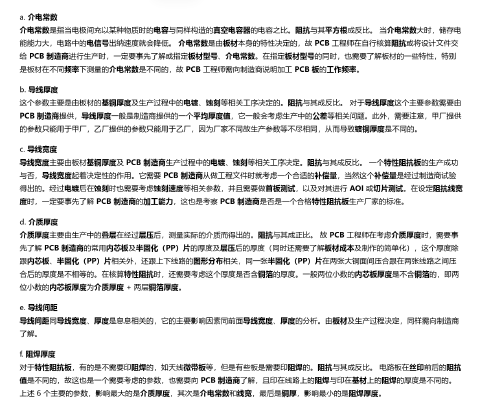 a. 介电常数
介电常数是指当电极间充以某种物质时的电容与同样构造的真空电容器的电容之比。阻抗与其平方根成反比。 当介电常数大时，储存电
能能力大，电路中的电信号出纳速度就会降低。 介电常数是由板材本身的特性决定的，故 PCB 工程师在自行核算阻抗或将设计文件交
给 PCB 制造商进行生产时，一定要事先了解或指定板材型号、介电常数。在指定板材型号的同时，也需要了解板材的一些特性，特别
是板材在不同频率下测量的介电常数是不同的，故 PCB 工程师需向制造商说明加工 PCB 板的工作频率。
b. 导线厚度
这个参数主要是由板材的基铜厚度及生产过程中的电镀、蚀刻等相关工序决定的。阻抗与其成反比。 对于导线厚度这个主要参数需要由
PCB 制造商提供，导线厚度一般是制造商提供的一个平均厚度值，它一般会考虑生产中的公差等相关问题。此外，需要注意，甲厂提供
的参数只能用于甲厂，乙厂提供的参数只能用于乙厂，因为厂家不同故生产参数等不尽相同，从而导致镀铜厚度是不同的。
c. 导线宽度
导线宽度主要由板材基铜厚度及 PCB 制造商生产过程中的电镀、蚀刻等相关工序决定。阻抗与其成反比。 一个特性阻抗板的生产成功
与否，导线宽度起着决定性的作用。它需要 PCB 制造商从做工程文件时就考虑一个合适的补偿量，当然这个补偿量是经过制造商试验
得出的。经过电镀后在蚀刻时也要考虑蚀刻速度等相关参数，并且需要做首板测试，以及对其进行 AOI 或切片测试。在设定阻抗线宽
度时，一定要事先了解 PCB 制造商的加工能力，这也是考察 PCB 制造商是否是一个合格特性阻抗板生产厂家的标准。
d. 介质厚度
介质厚度主要由生产中的叠层在经过层压后，测量实际的介质而得出的。阻抗与其成正比。 故 PCB 工程师在考虑介质厚度时，需要事
先了解 PCB 制造商的常用内芯板及半固化（PP）片的厚度及层压后的厚度（同时还需要了解板材成本及制作的简单化），这个厚度除
跟内芯板、半固化（PP）片相关外，还跟上下线路的图形分布相关，同一张半固化（PP）片在两张大铜面间压合跟在两张线路之间压
合后的厚度是不相等的。在核算特性阻抗时，还需要考虑这个厚度是否含铜箔的厚度。一般两位小数的内芯板厚度是不含铜箔的，即两
位小数的内芯板厚度为介质厚度 + 两层铜箔厚度。
e. 导线间距
导线间距同导线宽度、厚度是息息相关的，它的主要影响因素同前面导线宽度，厚度的分析。由板材及生产过程决定，同样需向制造商
了解。
f. 阻焊厚度
对于特性阻抗板，有的是不需要印阻焊的，如天线微带板等，但是有些板是需要印阻焊的。阻抗与其成反比。 电路板在丝印前后的阻抗
值是不同的，故这也是一个需要考虑的参数，也需要向 PCB 制造商了解，且印在线路上的阻焊与印在基材上的阻焊的厚度是不同的。
上述 6 个主要的参数，影响最大的是介质厚度，其次是介电常数和线宽，最后是铜厚，影响最小的是阻焊厚度。